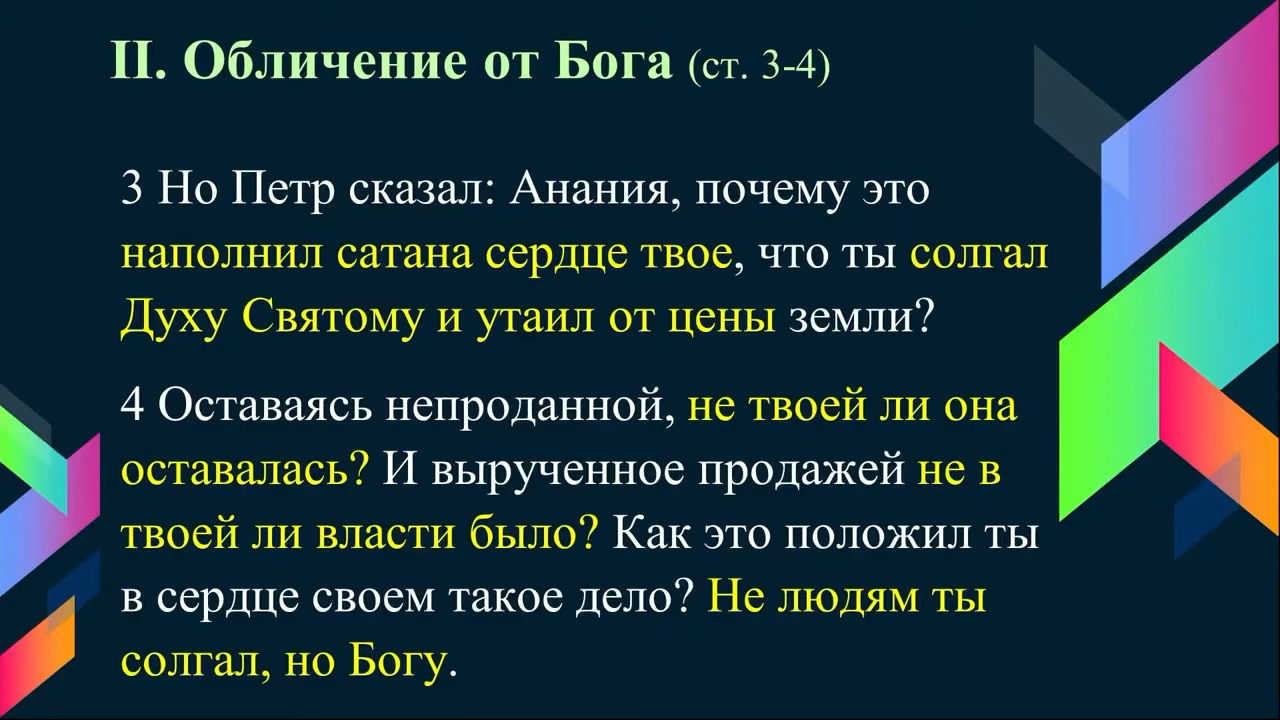 II. Обличение от Бога (ст. 3-4)
3 Но Петр сказал: Анания, почему это
наполнил сатана сердце твое, что ты солгал
Духу Святому и утаил от цены земли?
4 Оставаясь непроданной, не твоей ли она
оставалась? И вырученное продажей не в
твоей ли власти было? Как это положил ты
в сердце своем такое дело? Не людям ты
солгал, но Богу.